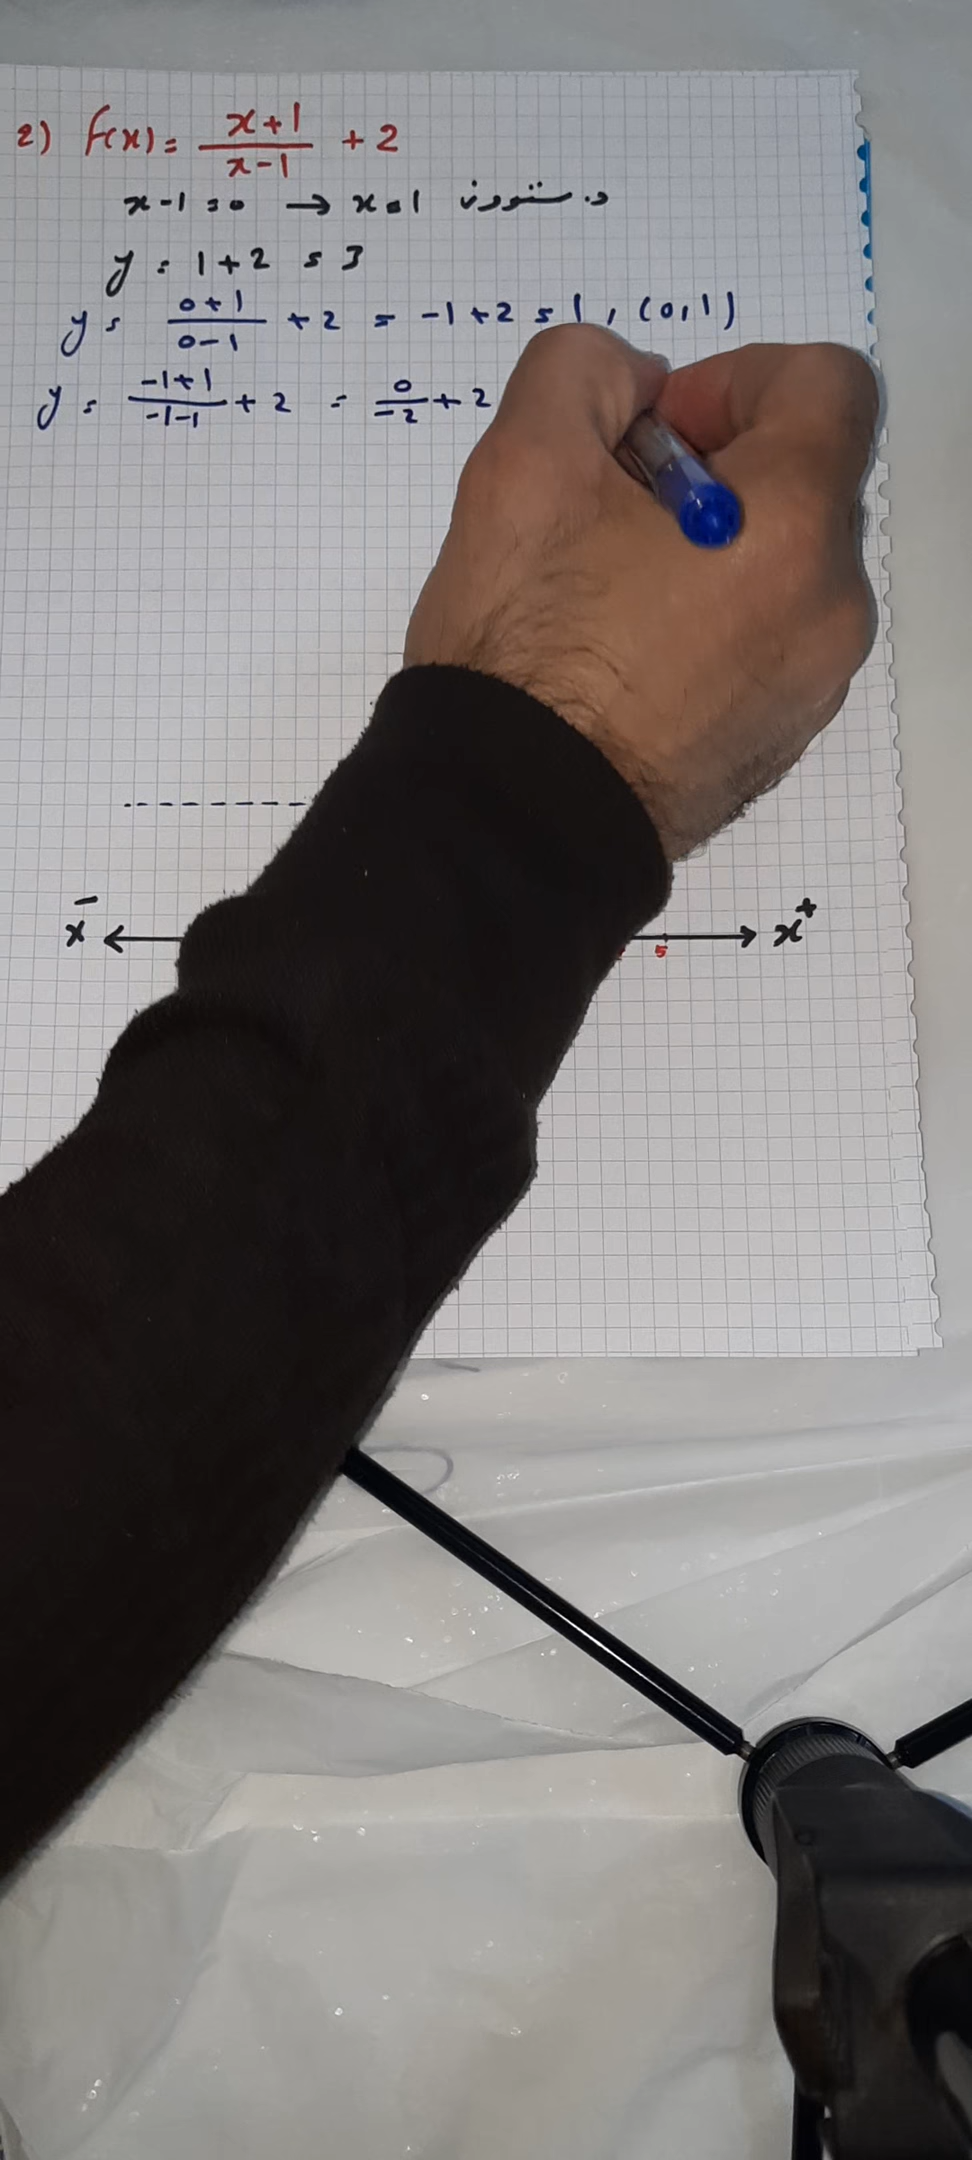 2) f(x) = x+1/x-1 + 2
x-1=0 → x=1 د. ستوون
y = 1+2 = 3
y = 0+1/0-1 + 2 = -1+2 = 1, (0,1)
y = -1+1/-1-1 + 2 = 0/-2 + 2
x⁻ x⁺
5